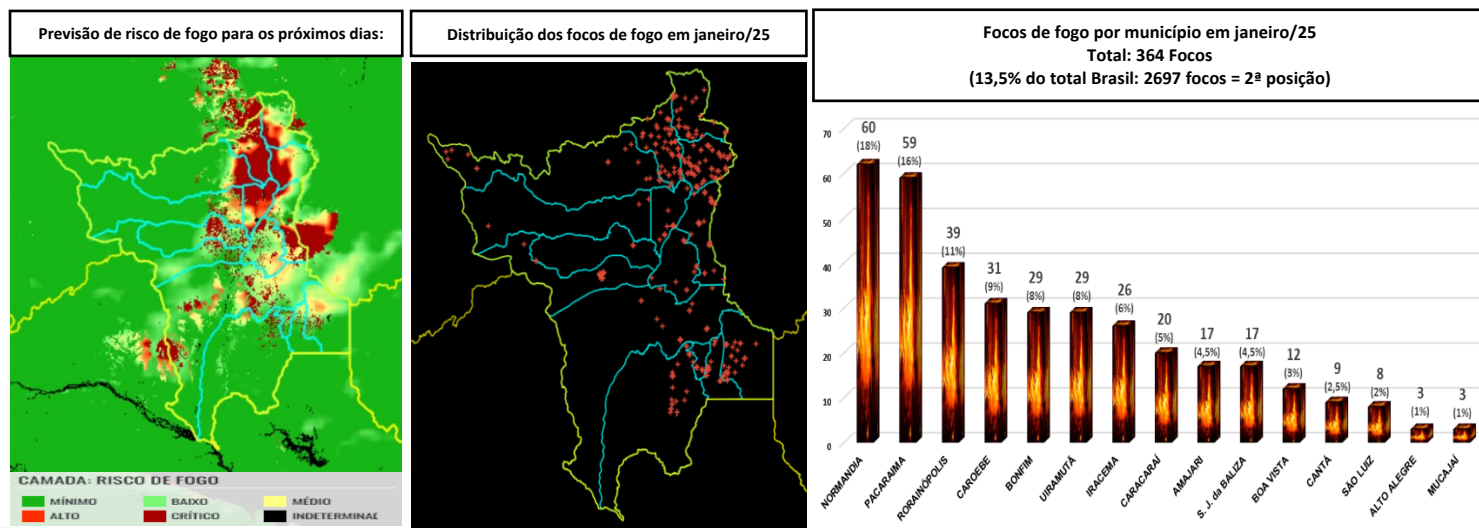 Previsão de risco de fogo para os próximos dias:
CAMADA: RISCO DE FOGO
MÍNIMO
BAIXO
MÉDIO
ALTO
CRÍTICO
INDETERMINAD
Distribuição dos focos de fogo em janeiro/25
Focos de fogo por município em janeiro/25
Total: 364 Focos
(13,5% do total Brasil: 2697 focos = 2ª posição)
70
60
50
40
30
20
10
0
60
(18%)
59
(16%)
39
(11%)
31
(9%)
29
(8%)
29
(8%)
26
(6%)
20
(5%)
17
(4,5%)
17
(4,5%)
12
(3%)
9
(2,5%)
8
(2%)
3
(1%)
3
(1%)
NORMANDIA
PACARAIMA
RORAINÓPOLIS
CAROEBE
BONFIM
UIRAMUTÃ
IRACEMA
CARACARAÍ
AMAJARI
S. J. da BALIZA
BOA VISTA
CANTÁ
SÃO LUIZ
ALTO ALEGRE
MUCAJAÍ